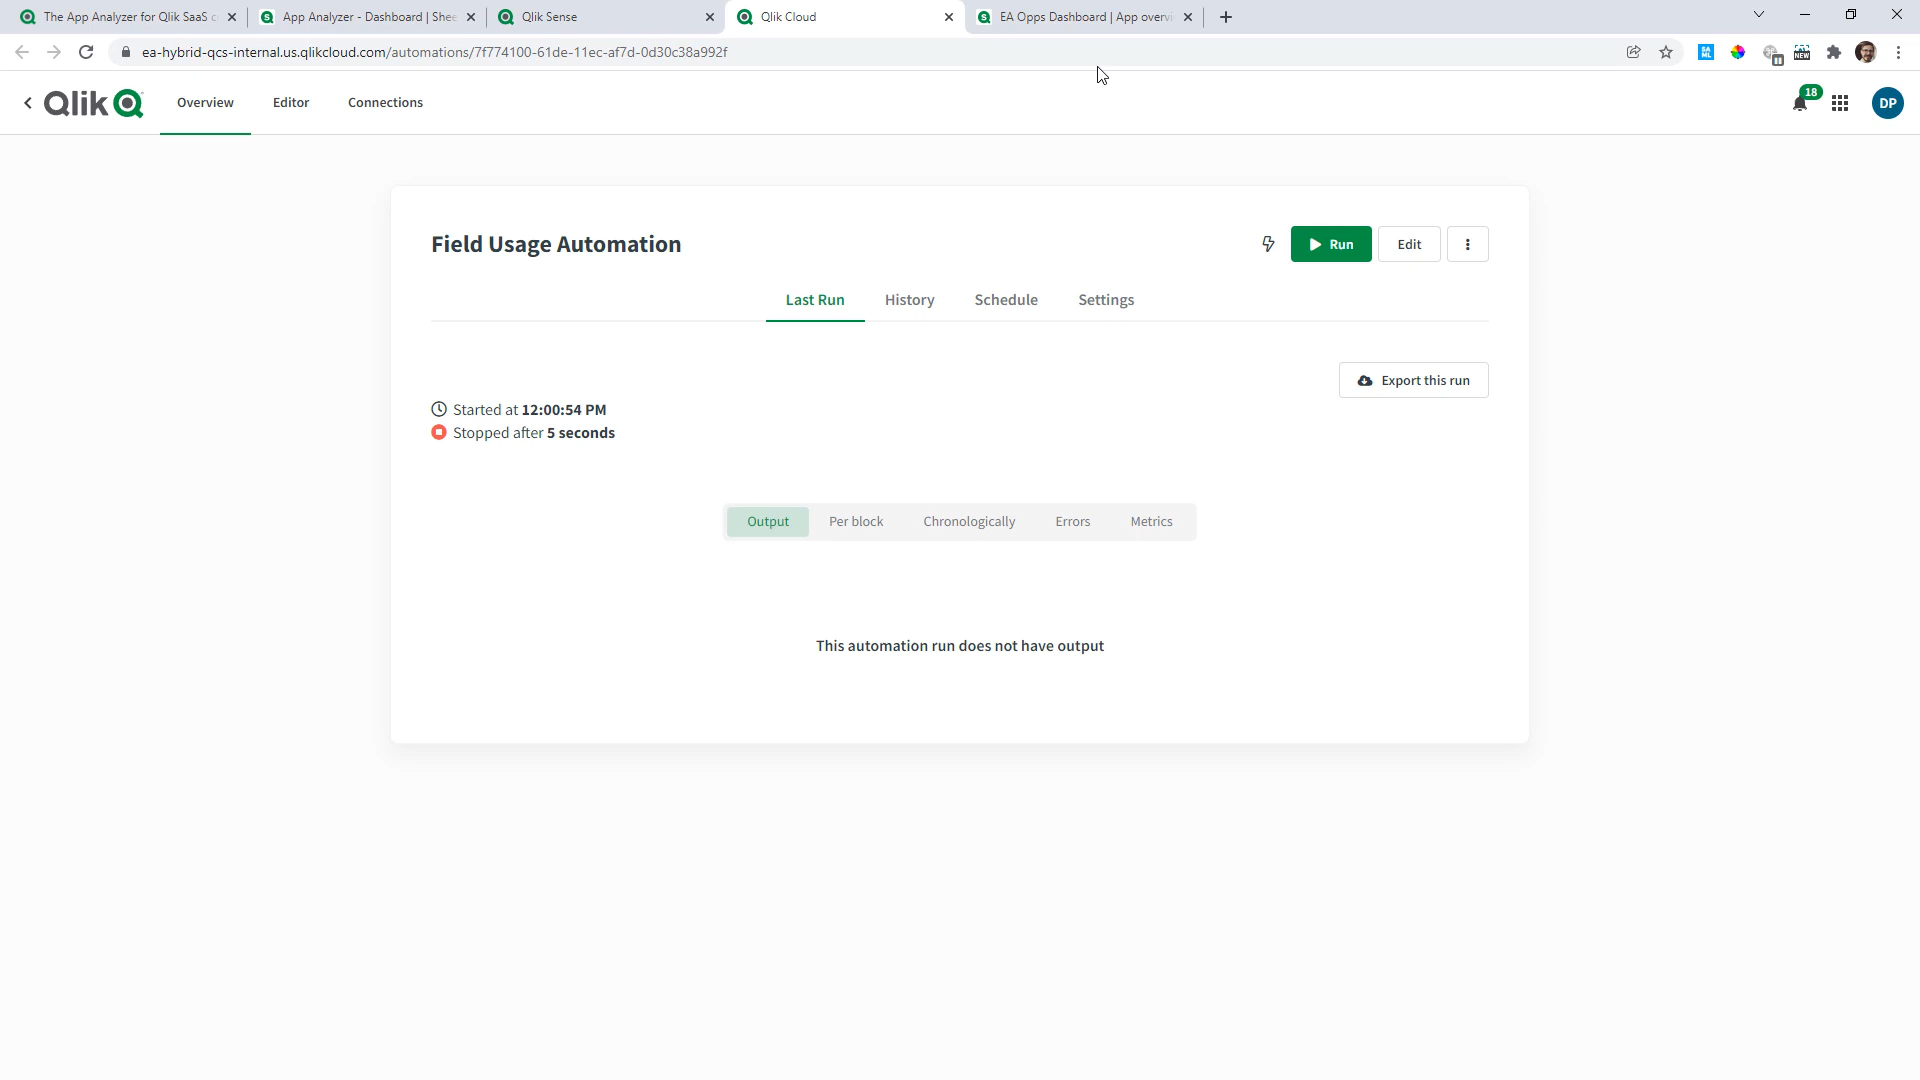 The App Analyzer for Qlik SaaS c
App Analyzer - Dashboard | Shee
Qlik Sense
Qlik Cloud
EA Opps Dashboard | App overvi
ea-hybrid-qcs-internal.us.qlikcloud.com/automations/7f774100-61de-11ec-af7d-0d30c38a992f
NEW
Qlik
Overview
Editor
Connections
18
DP
Field Usage Automation
Run
Edit
Last Run
History
Schedule
Settings
Export this run
Started at 12:00:54 PM
Stopped after 5 seconds
Output
Per block
Chronologically
Errors
Metrics
This automation run does not have output